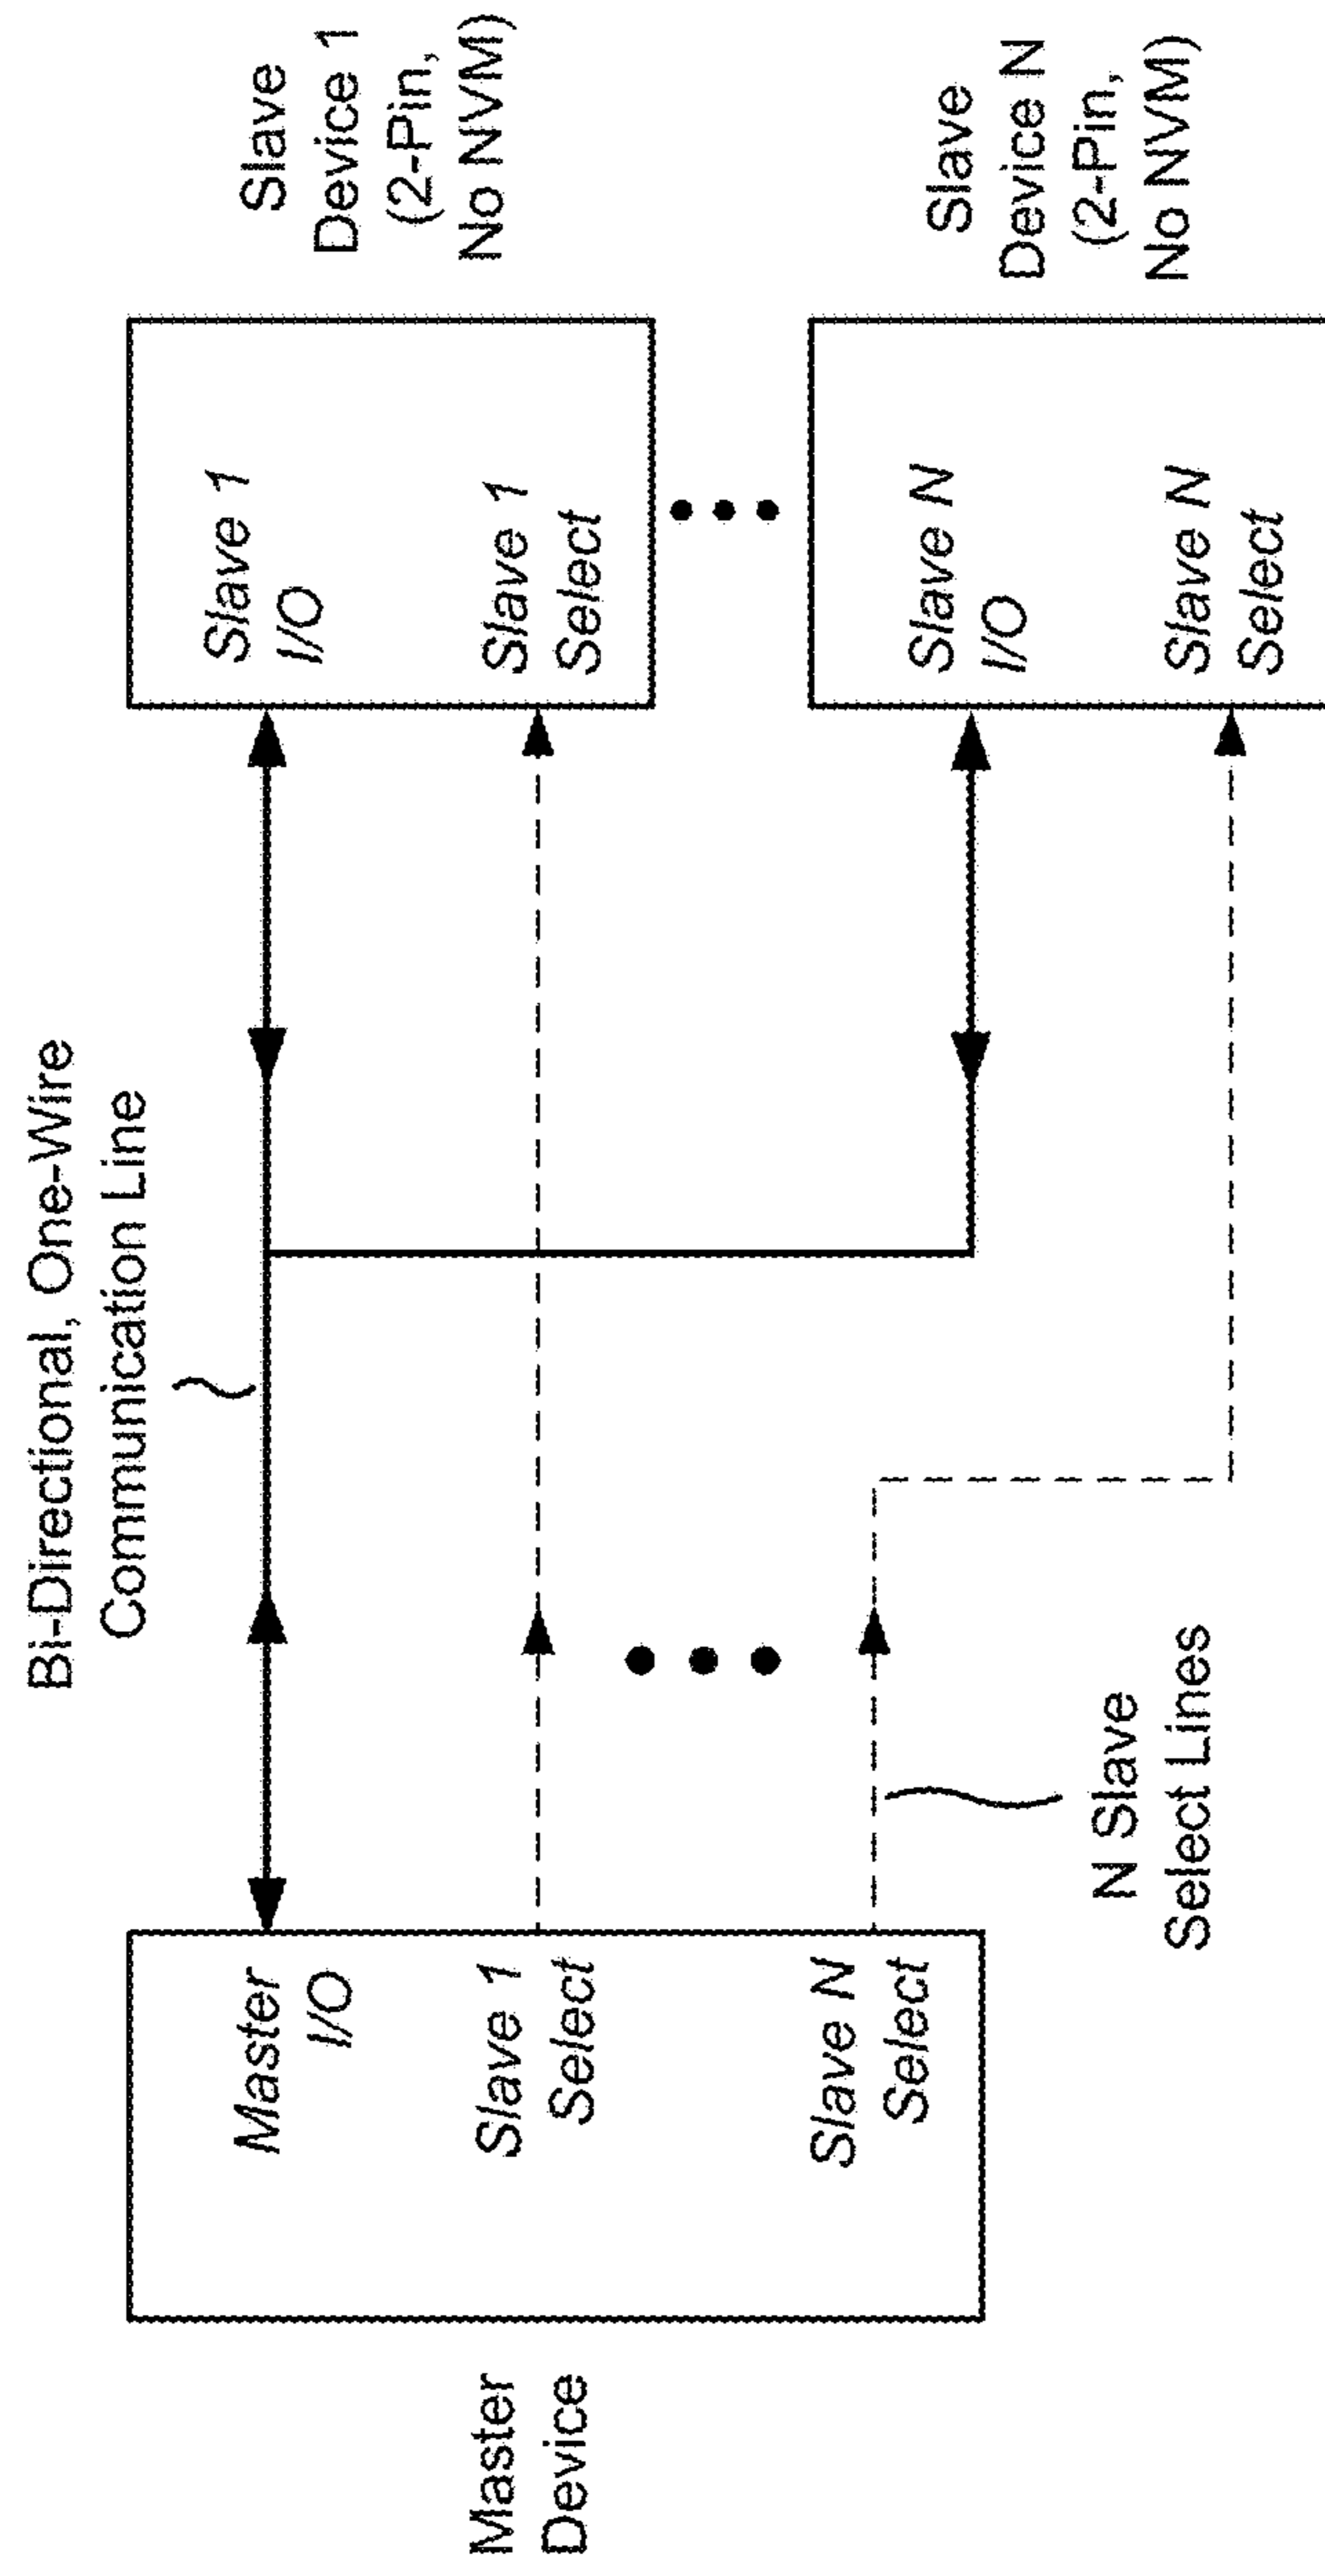 Bi-Directional, One-Wire
Communication Line
Master
Device
Master
I/O
Slave 1
Select
Slave N
Select
N Slave
Select Lines
Slave 1
I/O
Slave 1
Select
Slave
Device 1
(2-Pin,
No NVM)
Slave N
I/O
Slave N
Select
Slave
Device N
(2-Pin,
No NVM)